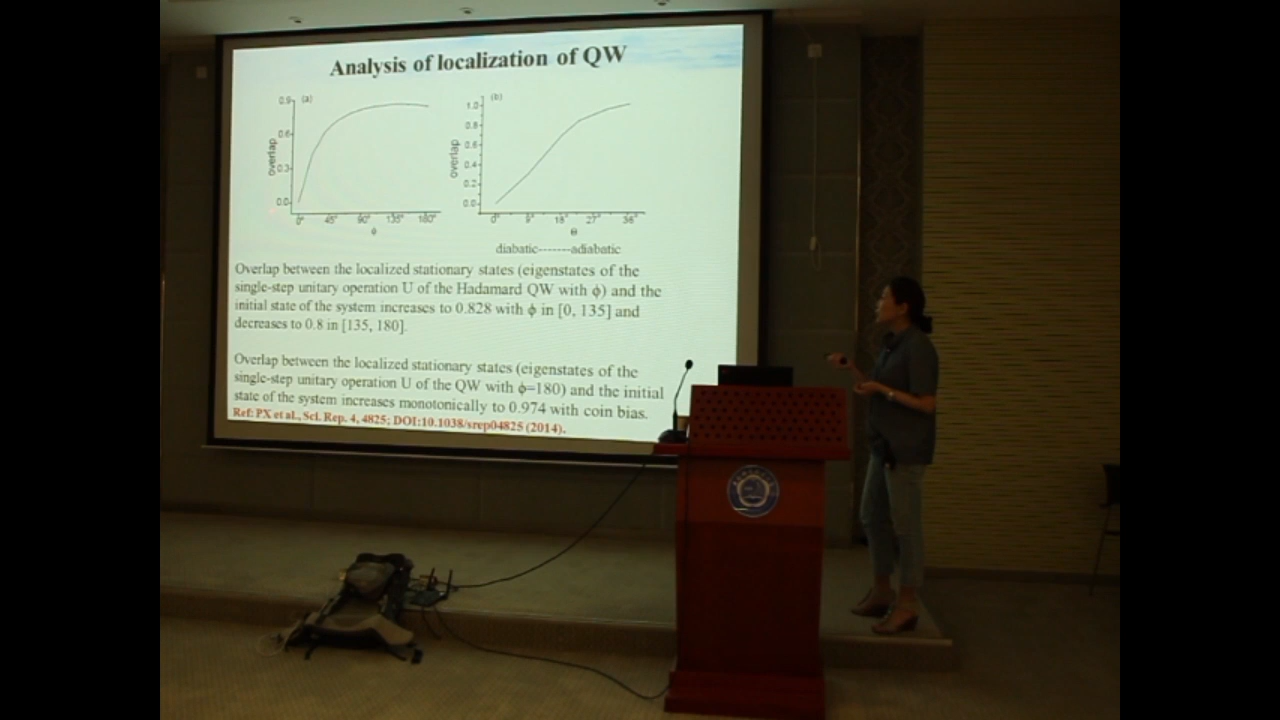 Analysis of localization of QW
(a)
0.9
0.6
0.3
0.0
overlap
0° 45° 90° 135° 180°
ϕ
(b)
1.0
0.8
0.6
0.4
0.2
0.0
overlap
0° 9° 18° 27° 36°
θ
diabatic-------adiabatic
Overlap between the localized stationary states (eigenstates of the
single-step unitary operation U of the Hadamard QW with ϕ) and the
initial state of the system increases to 0.828 with ϕ in [0, 135] and
decreases to 0.8 in [135, 180].
Overlap between the localized stationary states (eigenstates of the
single-step unitary operation U of the QW with ϕ=180) and the initial
state of the system increases monotonically to 0.974 with coin bias.
Ref: PX et al., Sci. Rep. 4, 4825; DOI:10.1038/srep04825 (2014).